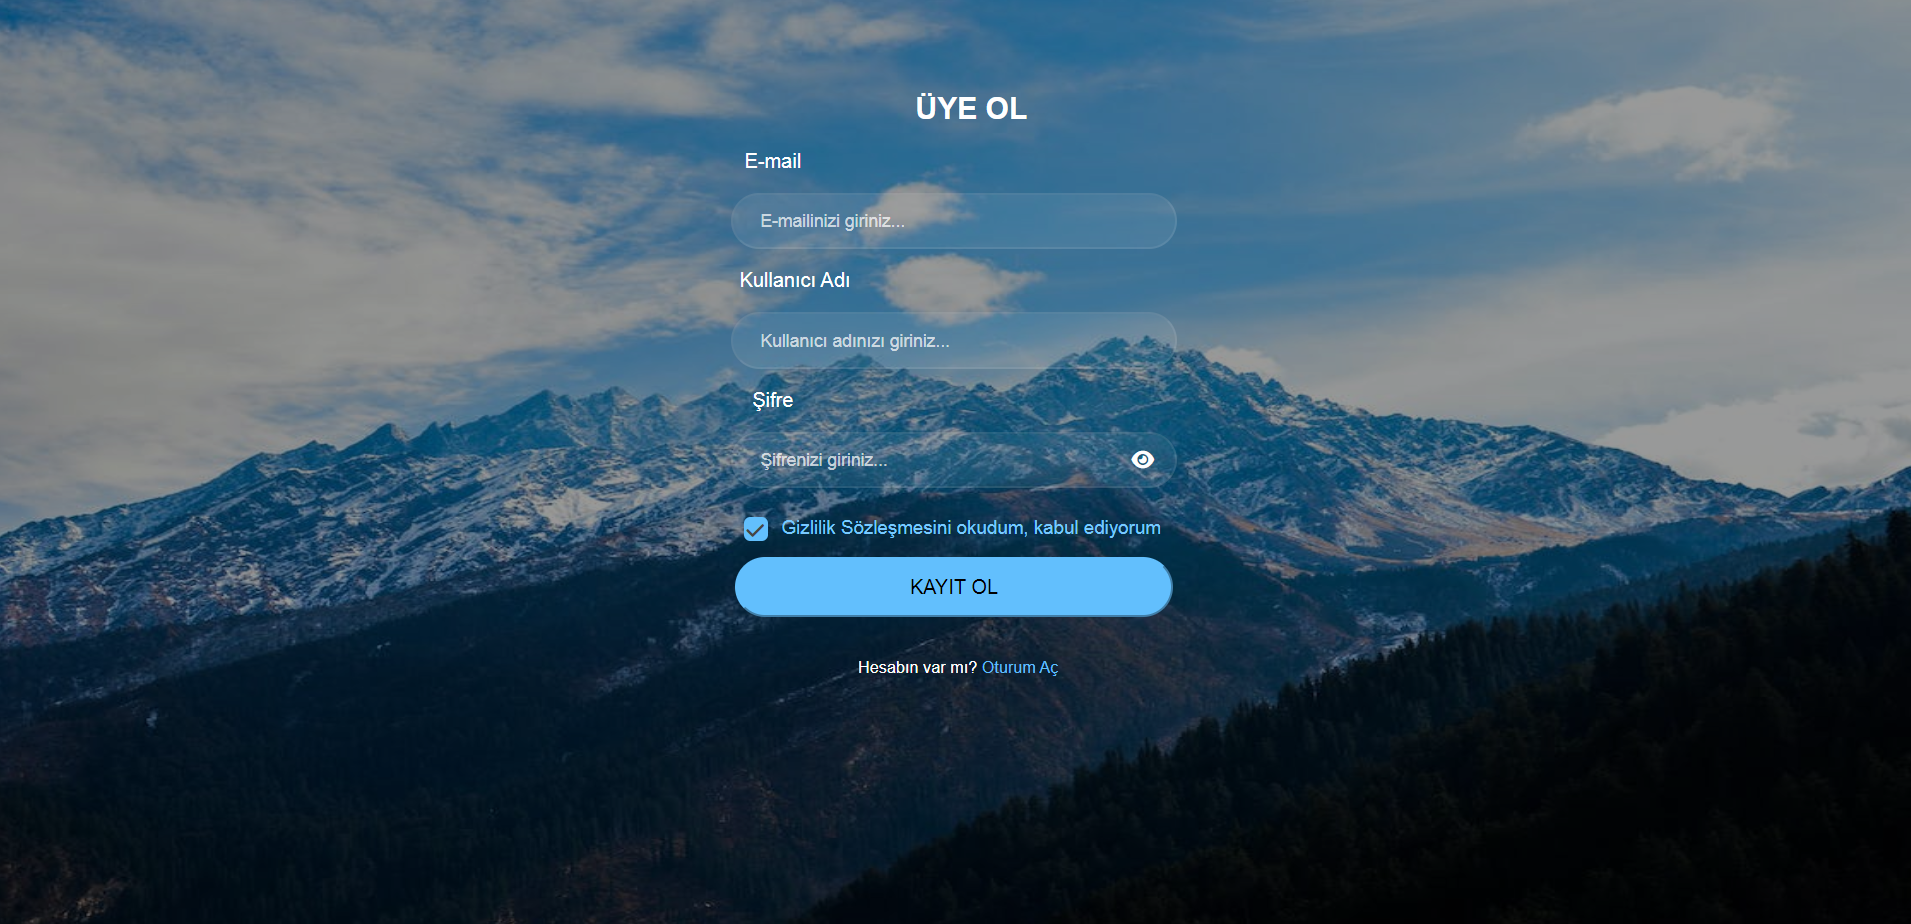 ÜYE OL
E-mail
E-mailinizi giriniz...
Kullanıcı Adı
Kullanıcı adınızı giriniz...
Şifre
Şifrenizi giriniz...
Gizlilik Sözleşmesini okudum, kabul ediyorum
KAYIT OL
Hesabın var mı? Oturum Aç